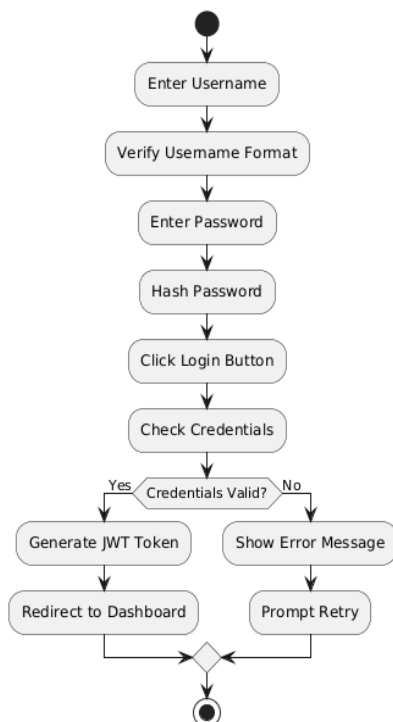 Enter Username
Verify Username Format
Enter Password
Hash Password
Click Login Button
Check Credentials
Yes
Credentials Valid?
No
Generate JWT Token
Show Error Message
Redirect to Dashboard
Prompt Retry